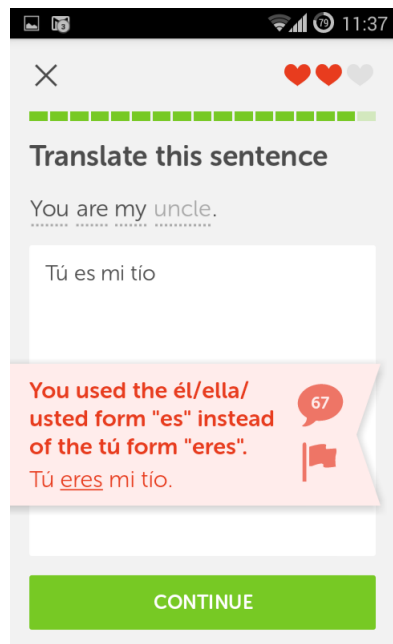 79 11:37
Translate this sentence
You are my uncle.
Tú es mi tío
You used the él/ella/
usted form "es" instead
of the tú form "eres".
Tú eres mi tío.
67
CONTINUE